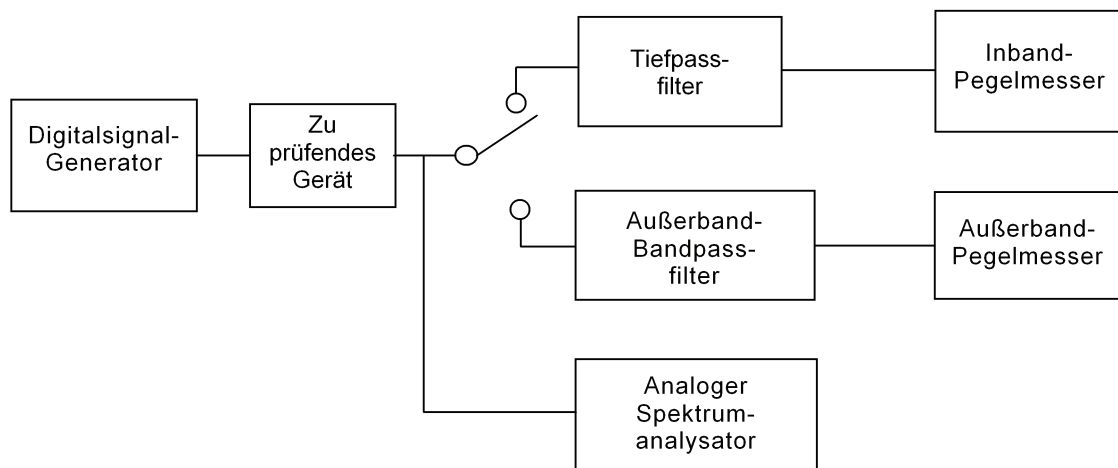 Digitalsignal-
Generator
Zu
prüfendes
Gerät
Tiefpass-
filter
Inband-
Pegelmesser
Außerband-
Bandpass-
filter
Außerband-
Pegelmesser
Analoger
Spektrum-
analysator